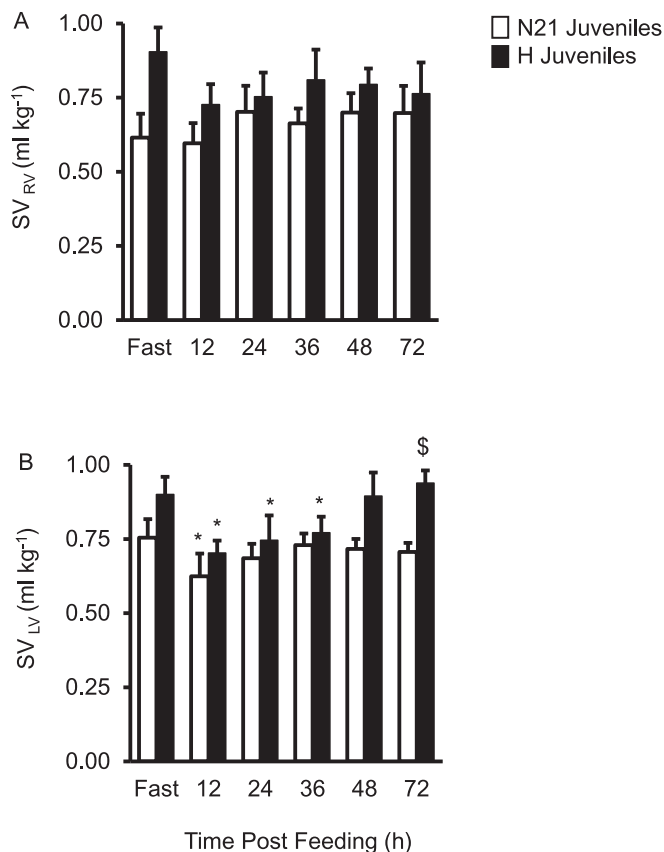 A
N21 Juveniles
H Juveniles
SVRV (ml kg-1)
1.00
0.75
0.50
0.25
0.00
Fast 12 24 36 48 72
B
SVLV (ml kg-1)
1.00
0.75
0.50
0.25
0.00
$
* * * *
Fast 12 24 36 48 72
Time Post Feeding (h)